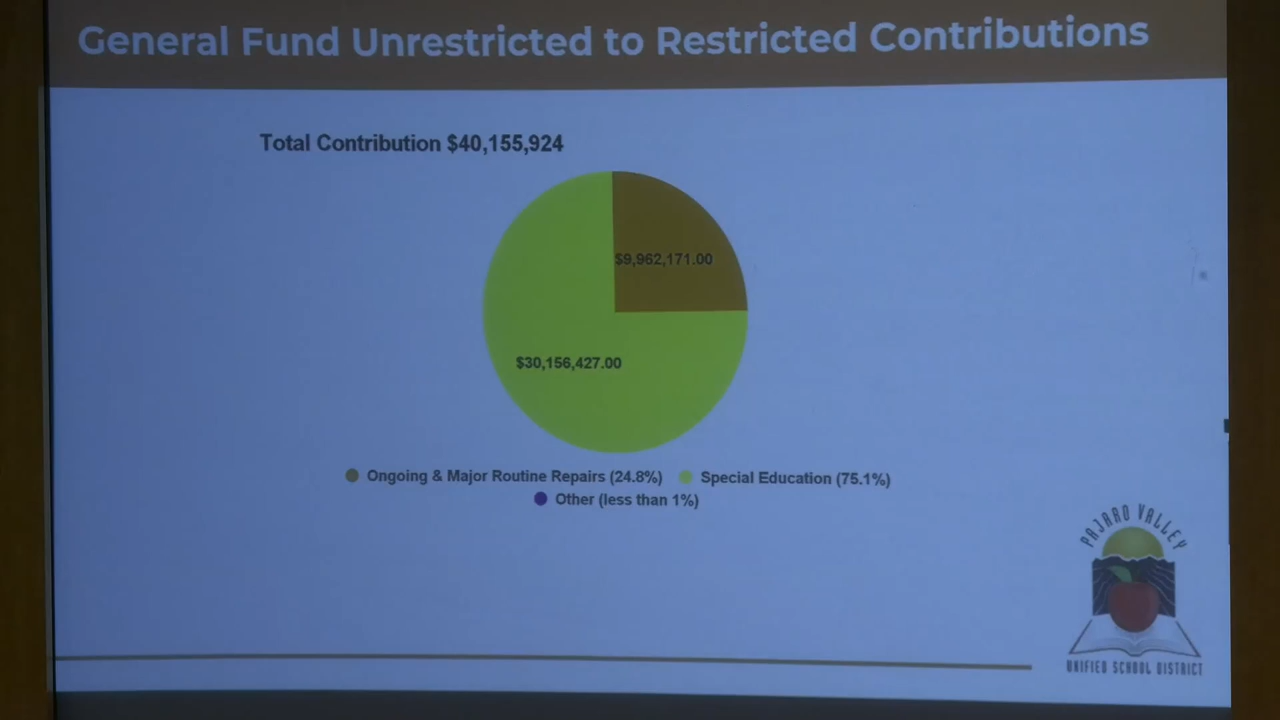 General Fund Unrestricted to Restricted Contributions
Total Contribution $40,155,924
$9,962,171.00
$30,156,427.00
Ongoing & Major Routine Repairs (24.8%) Special Education (75.1%)
Other (less than 1%)
PAJARO VALLEY
UNIFIED SCHOOL DISTRICT